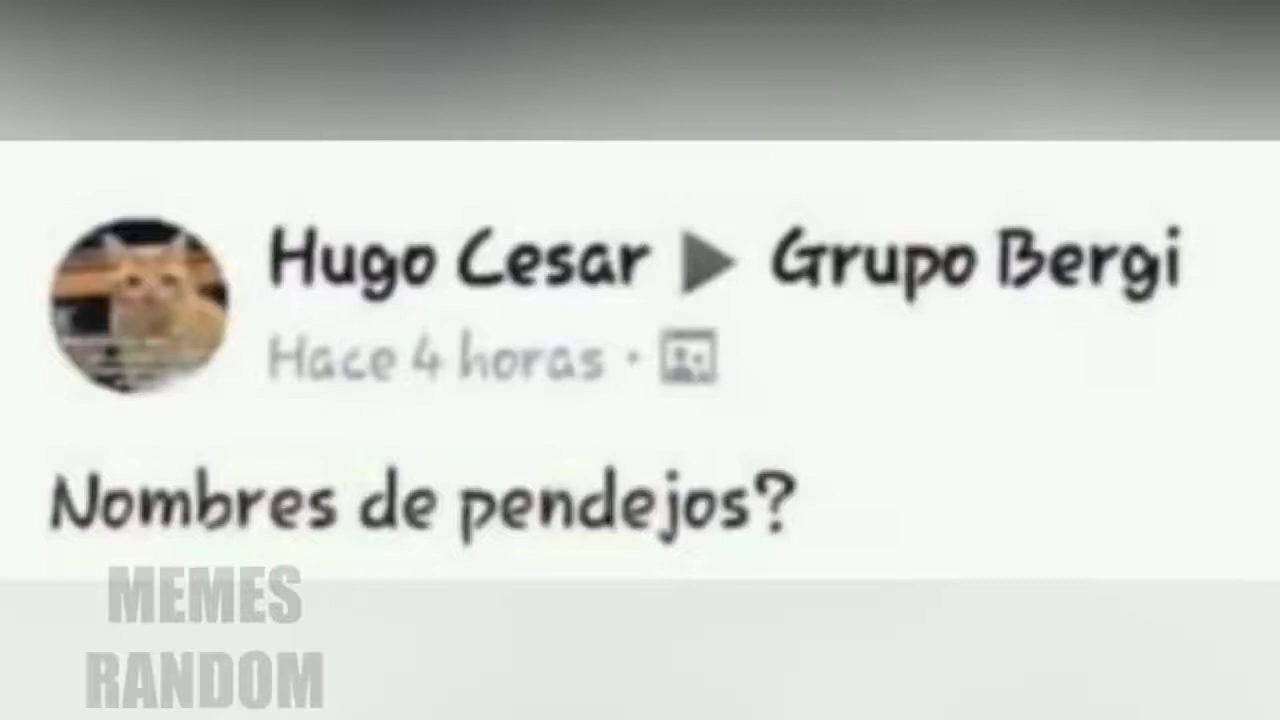 Hugo Cesar ▶ Grupo Bergi
Hace 4 horas ·
Nombres de pendejos?
MEMES
RANDOM